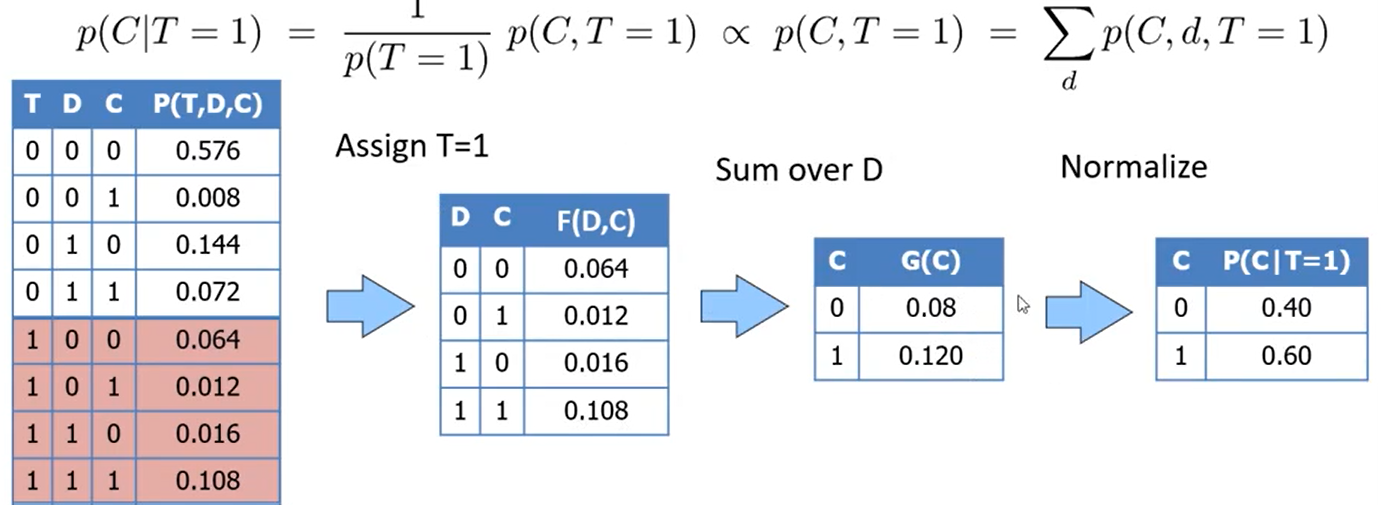 p(C|T = 1) = 1/p(T = 1) p(C, T = 1) ∝ p(C, T = 1) = ∑_d p(C, d, T = 1)
T D C P(T,D,C)
0 0 0 0.576
0 0 1 0.008
0 1 0 0.144
0 1 1 0.072
1 0 0 0.064
1 0 1 0.012
1 1 0 0.016
1 1 1 0.108
Assign T=1
D C F(D,C)
0 0 0.064
0 1 0.012
1 0 0.016
1 1 0.108
Sum over D
C G(C)
0 0.08
1 0.120
Normalize
C P(C|T=1)
0 0.40
1 0.60